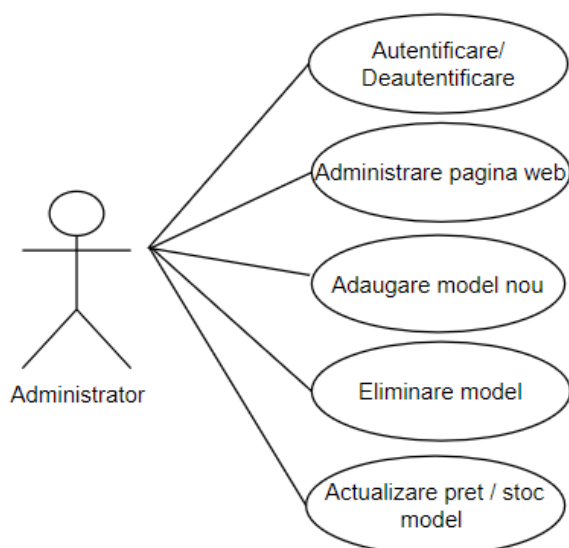 Autentificare/
Deautentificare
Administrare pagina web
Adaugare model nou
Eliminare model
Actualizare pret / stoc
model
Administrator